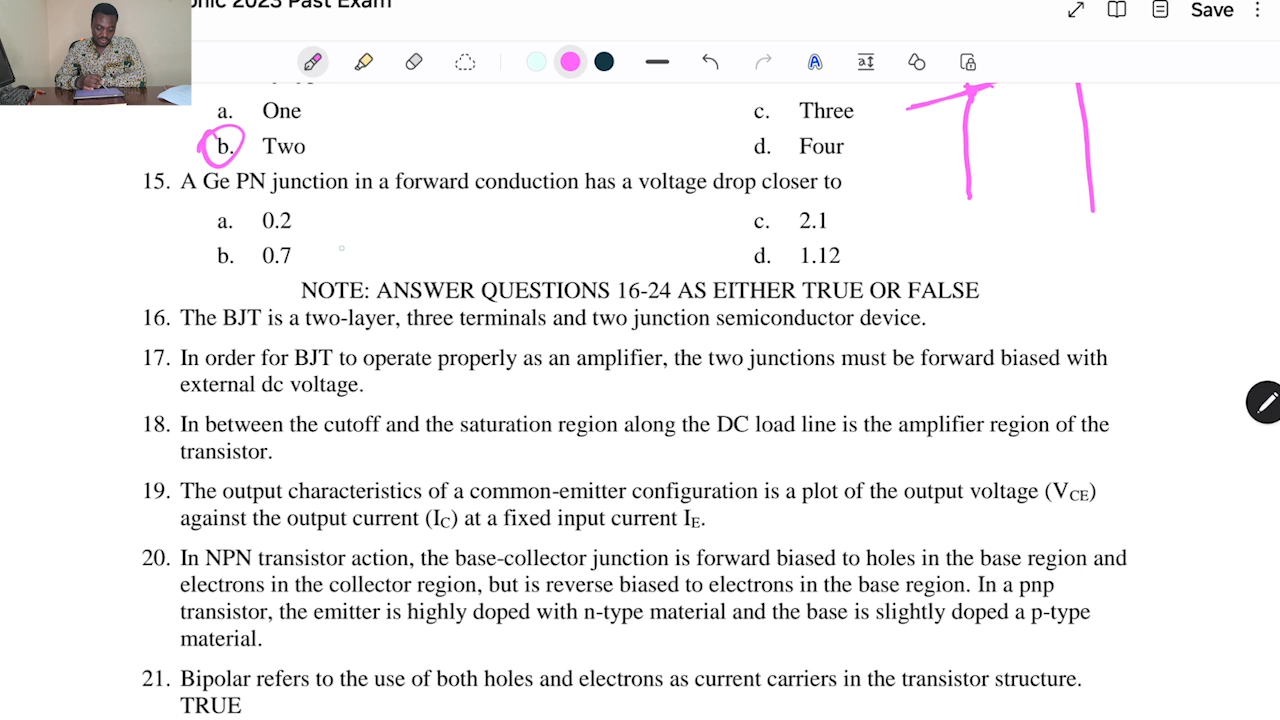 2023 Past Exam
Save
a. One c. Three
b. Two d. Four
15. A Ge PN junction in a forward conduction has a voltage drop closer to
a. 0.2 c. 2.1
b. 0.7 d. 1.12
NOTE: ANSWER QUESTIONS 16-24 AS EITHER TRUE OR FALSE
16. The BJT is a two-layer, three terminals and two junction semiconductor device.
17. In order for BJT to operate properly as an amplifier, the two junctions must be forward biased with
external dc voltage.
18. In between the cutoff and the saturation region along the DC load line is the amplifier region of the
transistor.
19. The output characteristics of a common-emitter configuration is a plot of the output voltage (VCE)
against the output current (IC) at a fixed input current IE.
20. In NPN transistor action, the base-collector junction is forward biased to holes in the base region and
electrons in the collector region, but is reverse biased to electrons in the base region. In a pnp
transistor, the emitter is highly doped with n-type material and the base is slightly doped a p-type
material.
21. Bipolar refers to the use of both holes and electrons as current carriers in the transistor structure.
TRUE